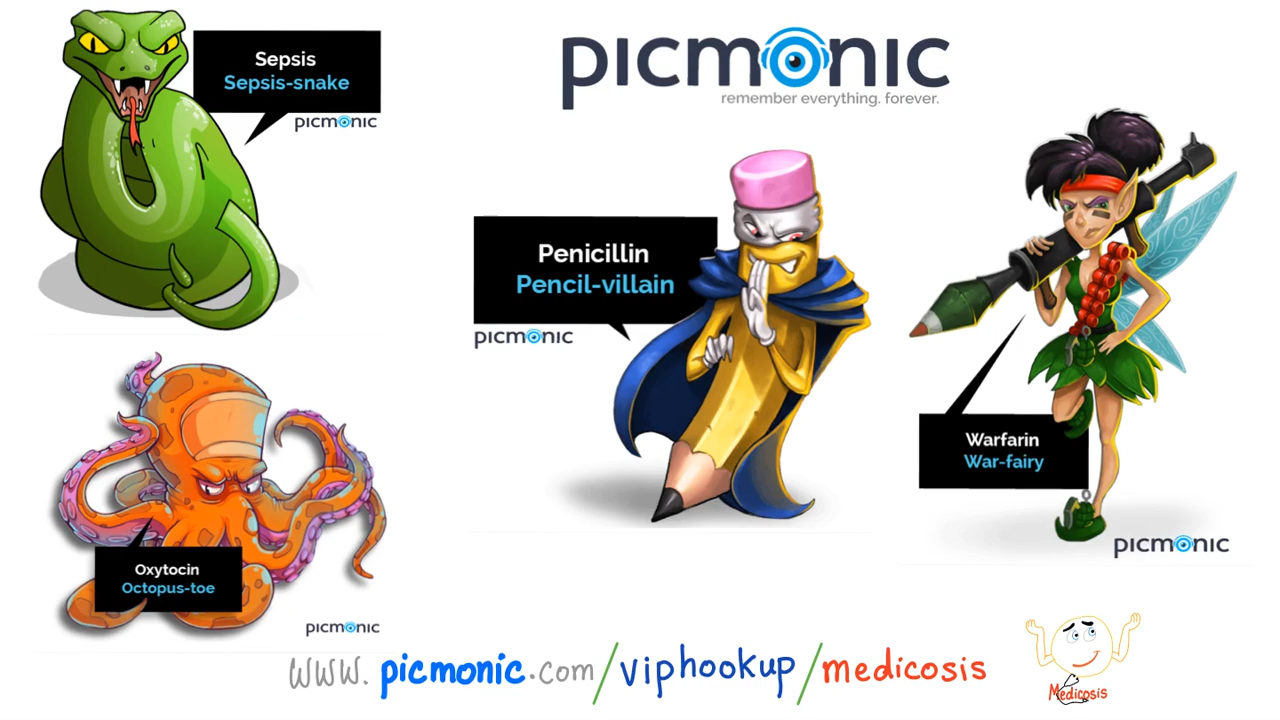 Sepsis
Sepsis-snake
picmonic
picmonic
remember everything. forever.
Penicillin
Pencil-villain
picmonic
Warfarin
War-fairy
picmonic
Oxytocin
Octopus-toe
picmonic
www.picmonic.com/viphookup/medicosis
Medicosis